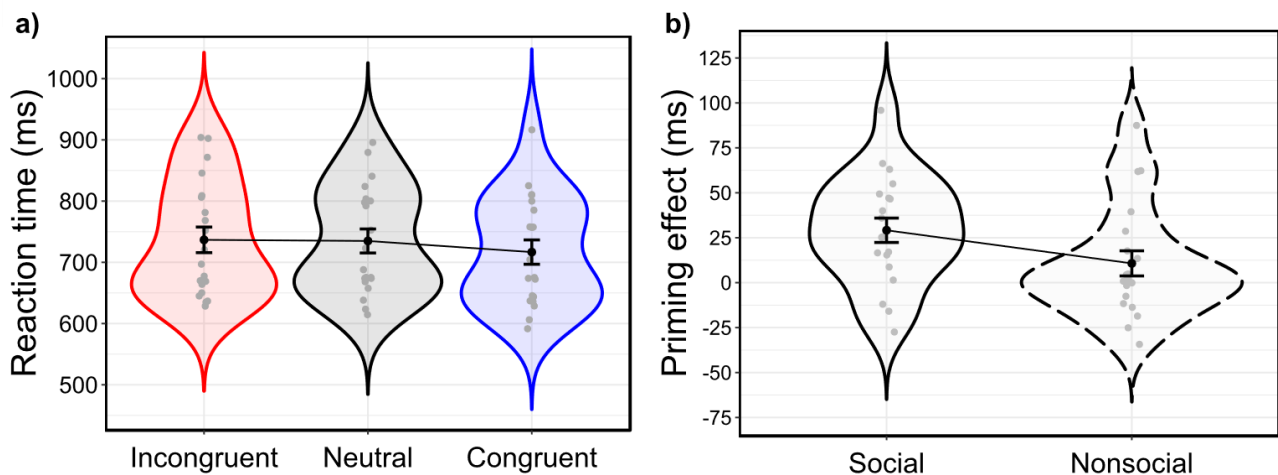 a)
Reaction time (ms)
1000
900
800
700
600
500
Incongruent Neutral Congruent
b)
Priming effect (ms)
125
100
75
50
25
0
-25
-50
-75
Social Nonsocial